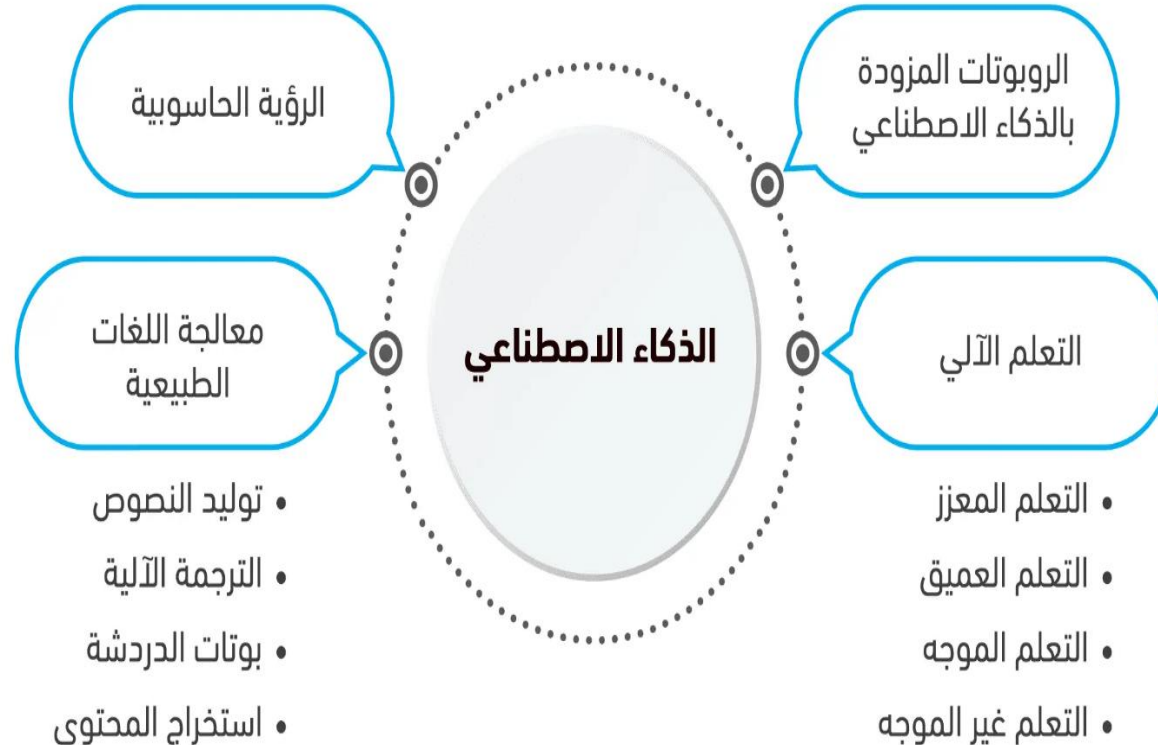 الروبوتات المزودة
بالذكاء الاصطناعي
الرؤية الحاسوبية
الذكاء الاصطناعي
التعلم الآلي
• التعلم المعزز
• التعلم العميق
• التعلم الموجه
• التعلم غير الموجه
معالجة اللغات
الطبيعية
• توليد النصوص
• الترجمة الآلية
• بوتات الدردشة
• استخراج المحتوى